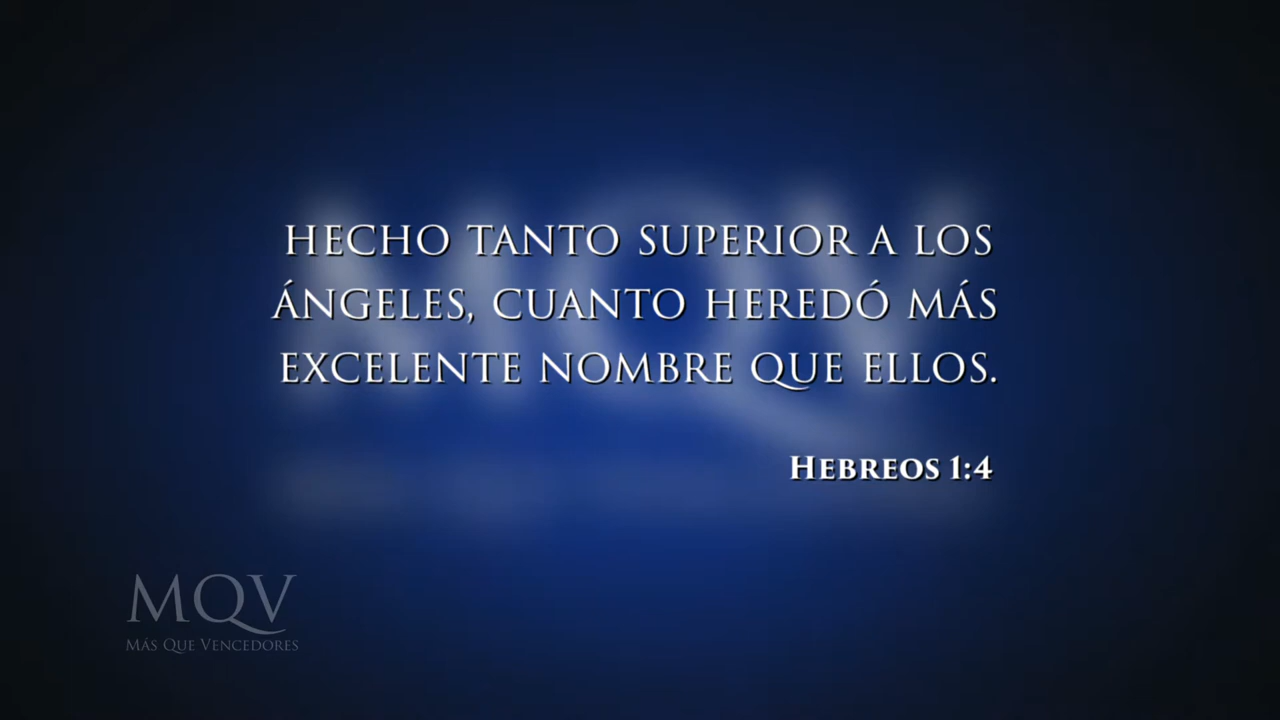 HECHO TANTO SUPERIOR A LOS
ÁNGELES, CUANTO HEREDÓ MÁS
EXCELENTE NOMBRE QUE ELLOS.
HEBREOS 1:4
MQV
MÁS QUE VENCEDORES